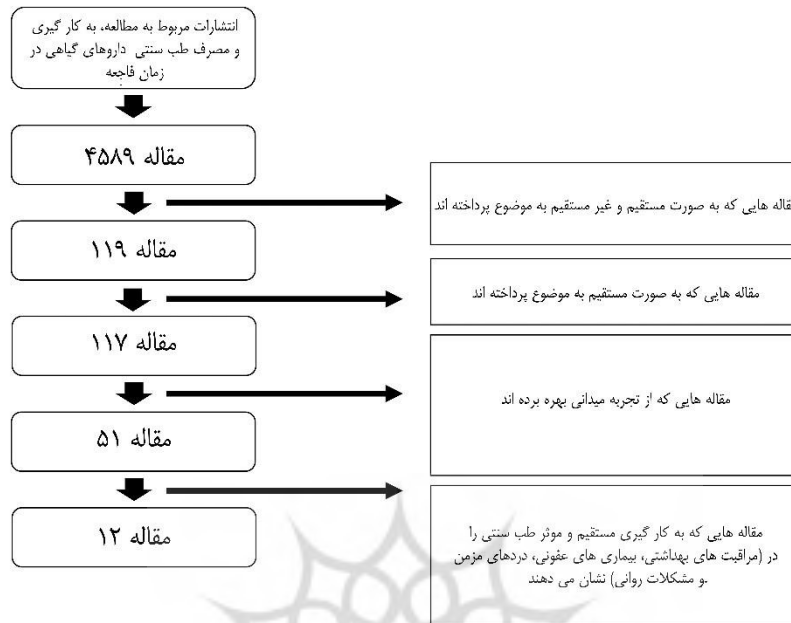 انتشارات مربوط به مطالعه، به کار گیری
و مصرف طب سنتی داروهای گیاهی در
زمان فاجعه
۴۵۸۹ مقاله
قاله هایی که به صورت مستقیم و غیر مستقیم به موضوع پرداخته اند
۱۱۹ مقاله
مقاله هایی که به صورت مستقیم به موضوع پرداخته اند
۱۱۷ مقاله
مقاله هایی که از تجربه میدانی بهره برده اند
۵۱ مقاله
مقاله هایی که به کار گیری مستقیم و موثر طب سنتی را
در (مراقبت های بهداشتی، بیماری های عفونی، دردهای مزمن
و مشکلات روانی) نشان می دهند.
۱۲ مقاله